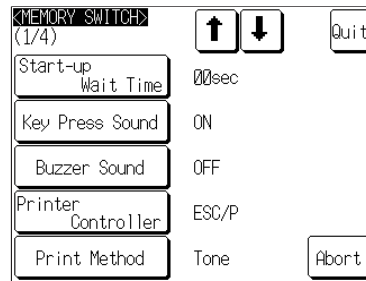 <MEMORY SWITCH>
(1/4)
Quit
Start-up
Wait Time
00sec
Key Press Sound
ON
Buzzer Sound
OFF
Printer
Controller
ESC/P
Print Method
Tone
Abort